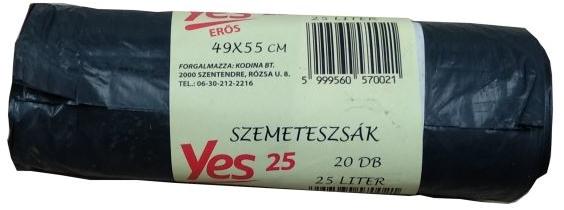 Yes
ERŐS
25 LITER
49X55 CM
FORGALMAZZA: KODINA BT.
2000 SZENTENDRE, RÓZSA U. 8.
TEL.: 06-30-212-2216
5 999560 570021
SZEMETESZSÁK
Yes 25
20 DB
25 LITER